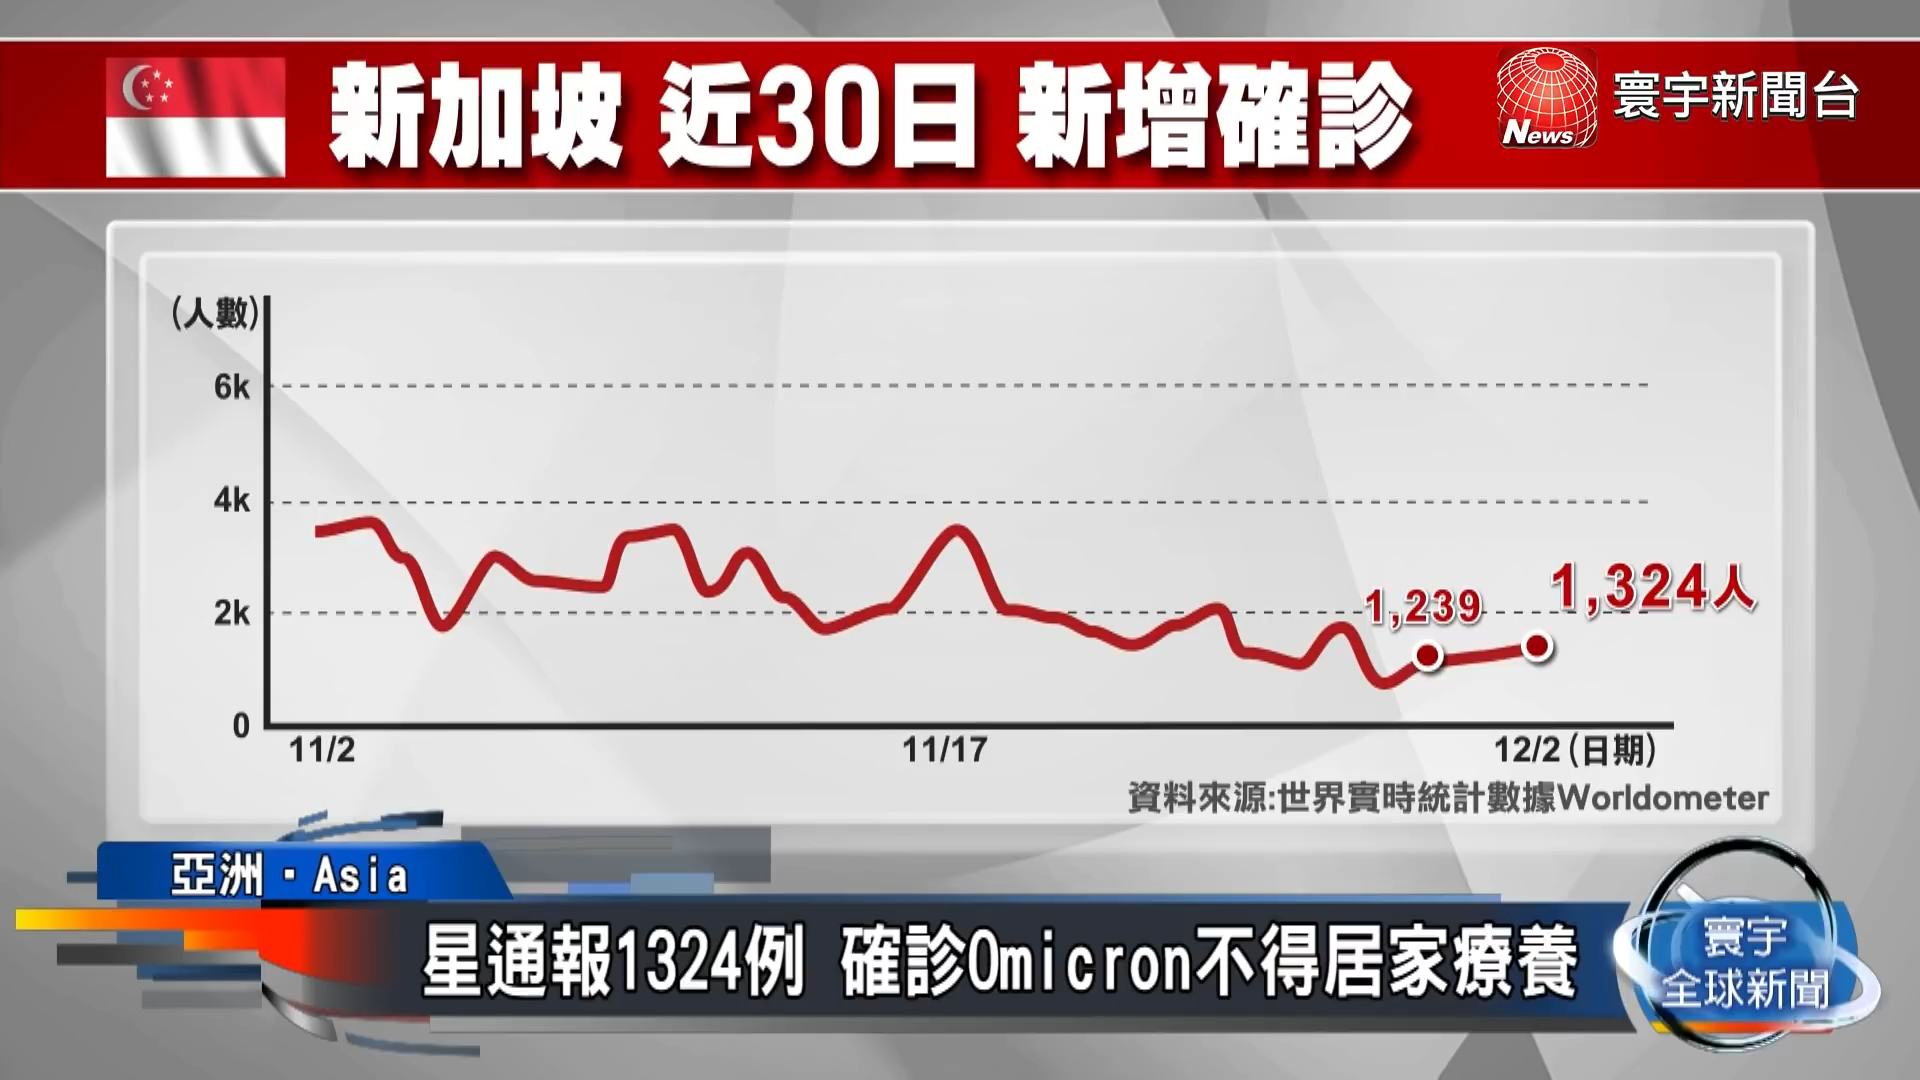 新加坡 近30日 新增確診
News
寰宇新聞台
(人數)
6k
4k
2k
0
1,239
1,324人
11/2
11/17
12/2 (日期)
資料來源:世界實時統計數據Worldometer
亞洲·Asia
星通報1324例 確診Omicron不得居家療養
寰宇
全球新聞